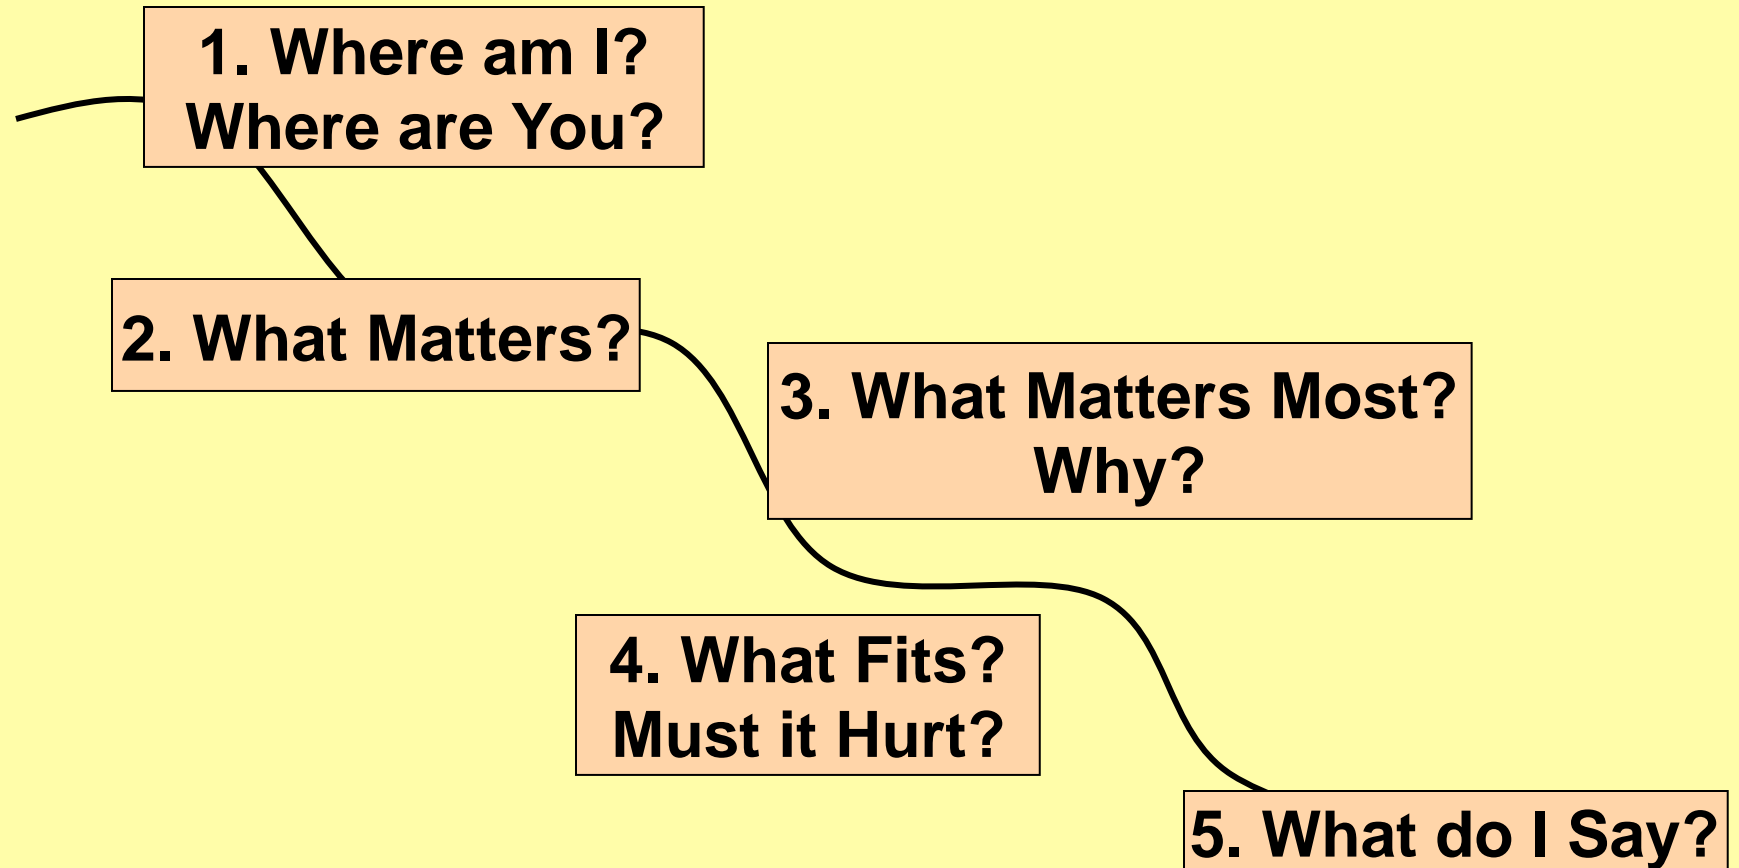 1. Where am I?
Where are You?
2. What Matters?
3. What Matters Most?
Why?
4. What Fits?
Must it Hurt?
5. What do I Say?